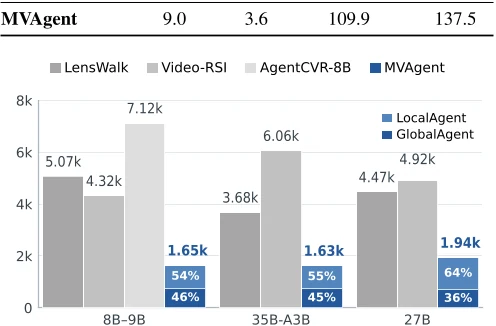 MVAgent 9.0 3.6 109.9 137.5
LensWalk Video-RSI AgentCVR-8B MVAgent
8k
7.12k
LocalAgent
GlobalAgent
6k
6.06k
5.07k
4.92k
4.32k
4.47k
4k
3.68k
2k
1.65k
1.63k
1.94k
54%
55%
64%
46%
45%
36%
0
8B–9B 35B-A3B 27B